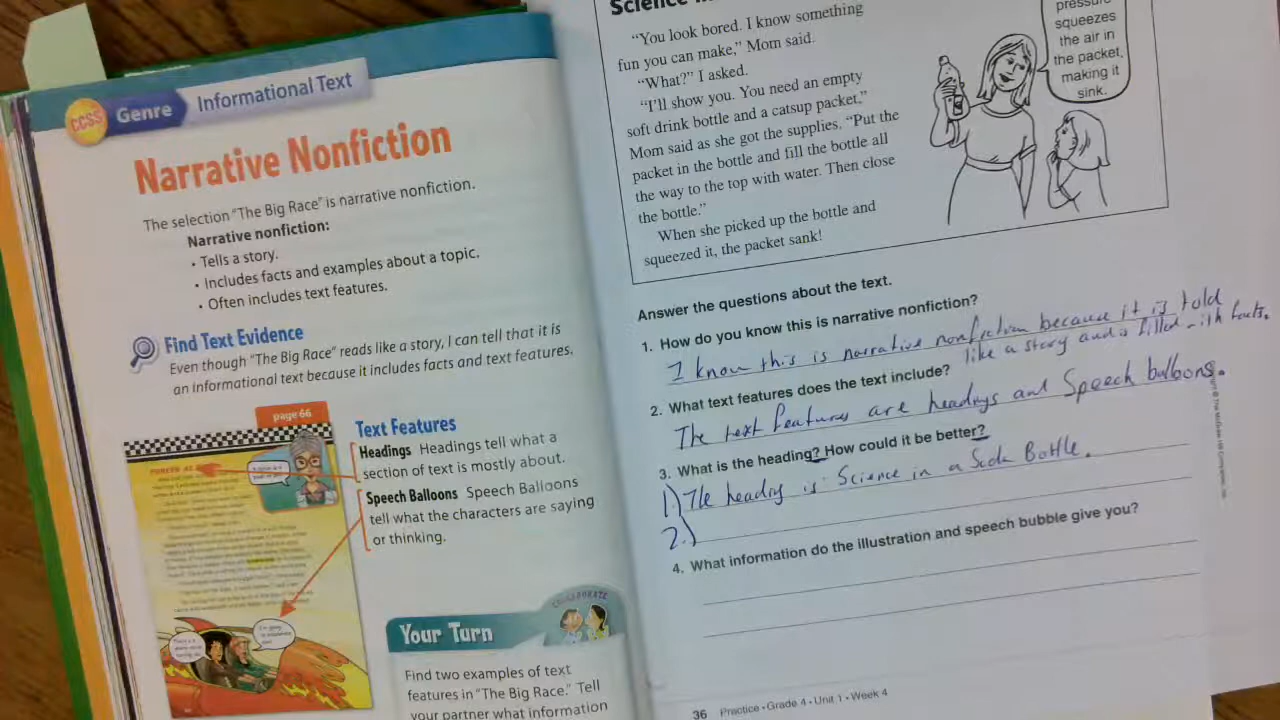 CCSS Genre Informational Text
Narrative Nonfiction
The selection "The Big Race" is narrative nonfiction.
Narrative nonfiction:
• Tells a story.
• Includes facts and examples about a topic.
• Often includes text features.
Find Text Evidence
Even though "The Big Race" reads like a story, I can tell that it is
an informational text because it includes facts and text features.
page 66
Text Features
Headings Headings tell what a
section of text is mostly about.
Speech Balloons Speech Balloons
tell what the characters are saying
or thinking.
COLLABORATE
Your Turn
Find two examples of text
features in "The Big Race." Tell
your partner what information
Science
"You look bored. I know something
fun you can make," Mom said.
"What?" I asked.
"I'll show you. You need an empty
soft drink bottle and a catsup packet,"
Mom said as she got the supplies. "Put the
packet in the bottle and fill the bottle all
the way to the top with water. Then close
the bottle."
When she picked up the bottle and
squeezed it, the packet sank!
pressure
squeezes
the air in
the packet,
making it
sink.
Answer the questions about the text.
1. How do you know this is narrative nonfiction?
I know this is narrative nonfiction because it is told
like a story and is filled with facts.
2. What text features does the text include?
The text features are headings and Speech balloons.
3. What is the heading? How could it be better?
1.) The heading is: Science in a Soda Bottle.
2.)
4. What information do the illustration and speech bubble give you?
36 Practice • Grade 4 • Unit 1 • Week 4